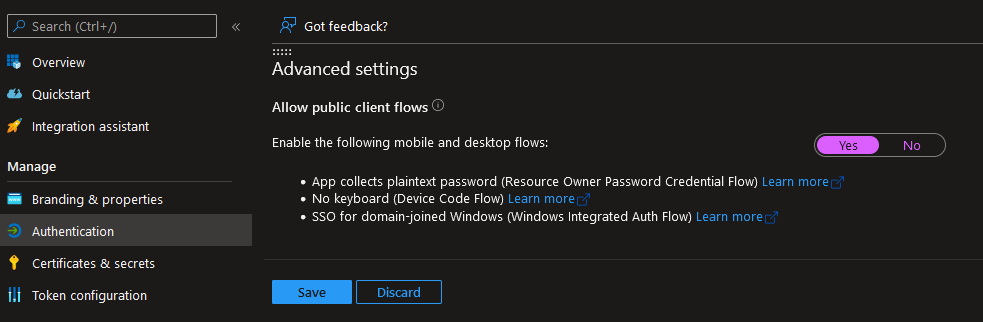 Search (Ctrl+/)
«
Overview
Quickstart
Integration assistant
Manage
Branding & properties
Authentication
Certificates & secrets
Token configuration
Got feedback?
Advanced settings
Allow public client flows
Enable the following mobile and desktop flows:
Yes No
• App collects plaintext password (Resource Owner Password Credential Flow) Learn more
• No keyboard (Device Code Flow) Learn more
• SSO for domain-joined Windows (Windows Integrated Auth Flow) Learn more
Save Discard